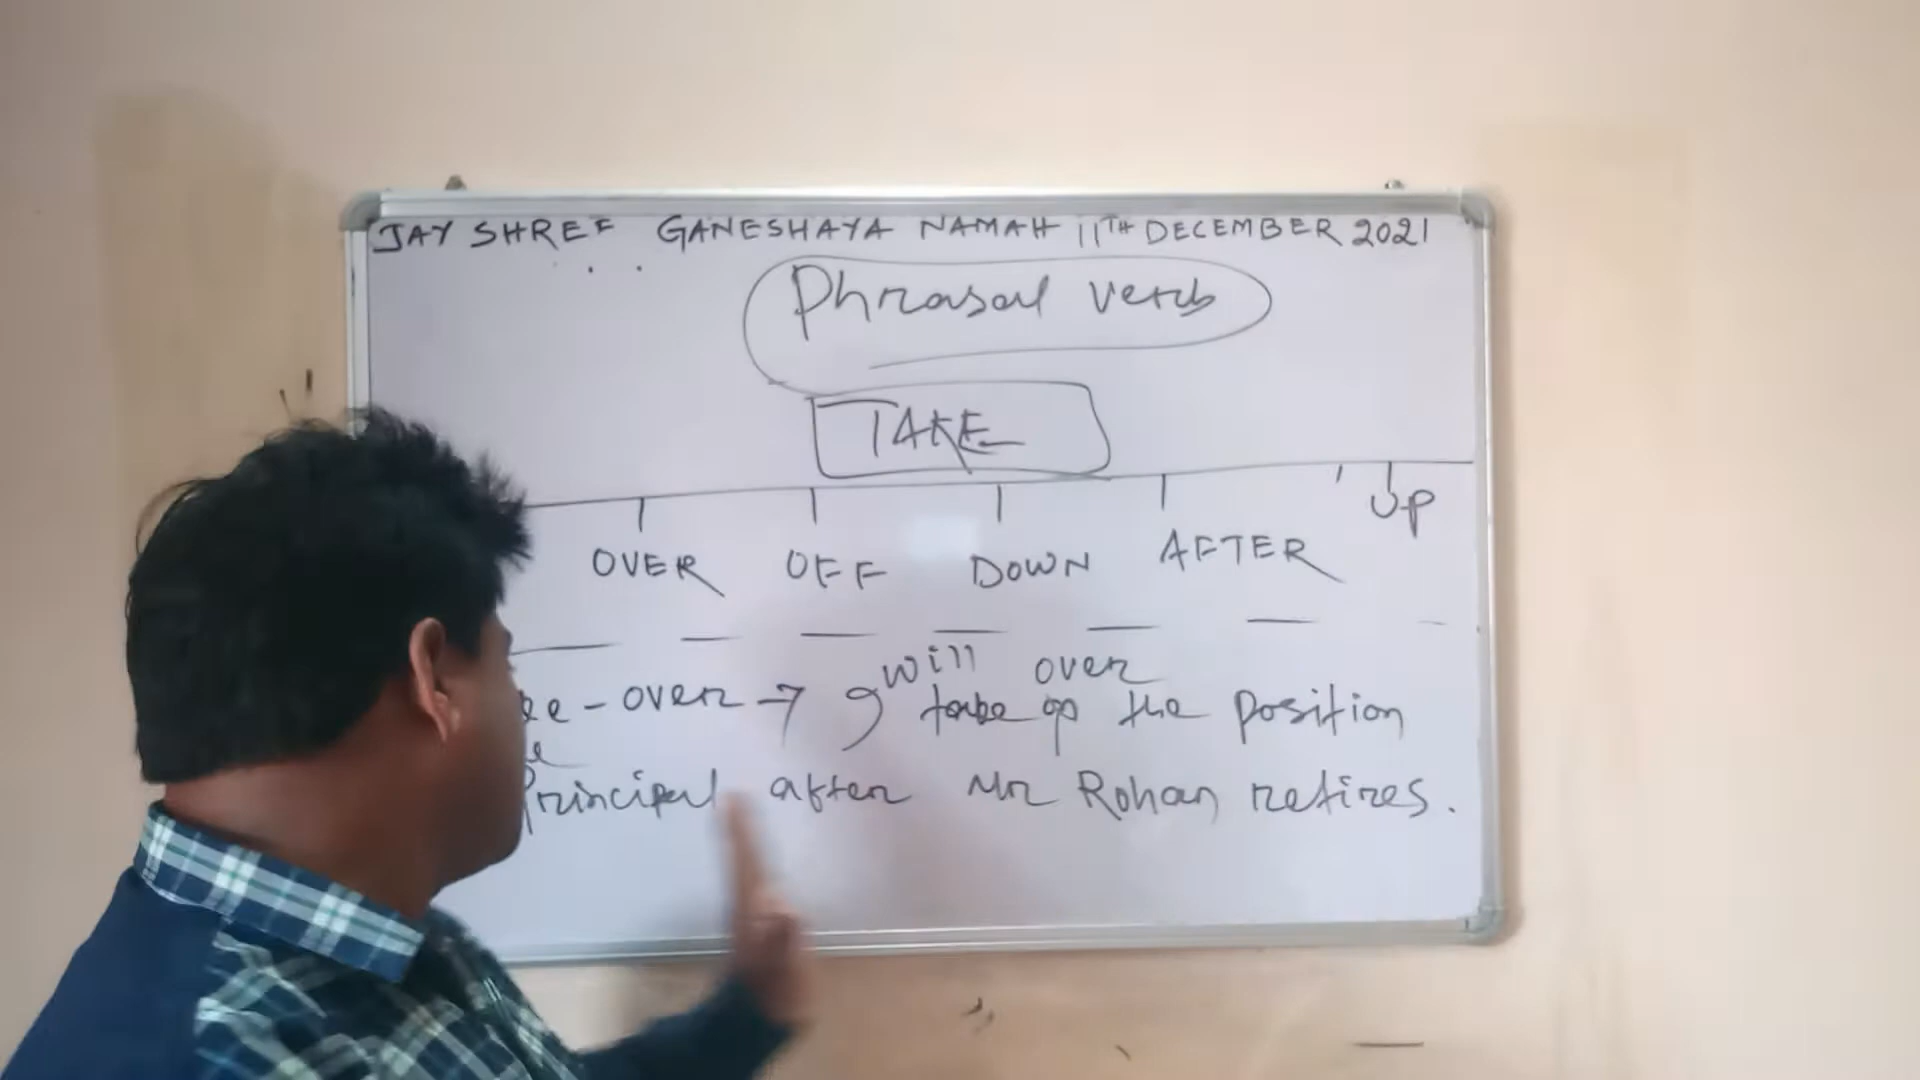 JAY SHREE GANESHAYA NAMAH 11TH DECEMBER 2021
Phrasal verb
TAKE
UP
OVER OFF DOWN AFTER
will over
- over → I take up the position
Principal after Mr Rohan retires.